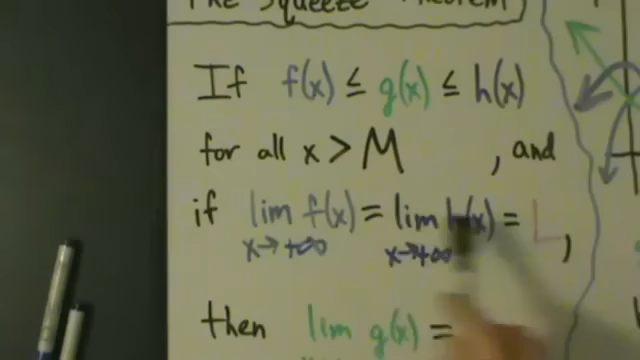 The Squeeze Theorem
If f(x) ≤ g(x) ≤ h(x)
for all x > M , and
if lim f(x) = lim h(x) = L ,
x→+∞ x→+∞
then lim g(x) =